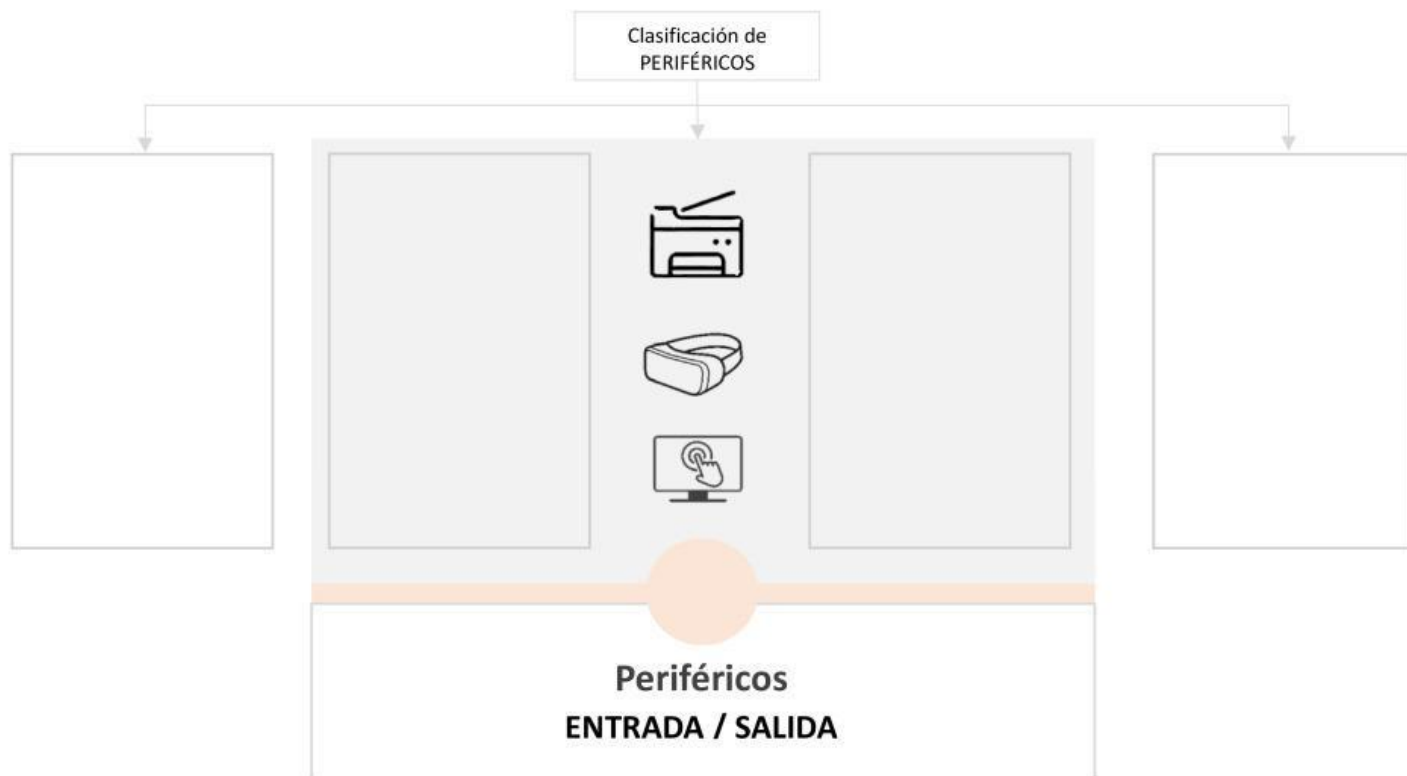 Clasificación de
PERIFÉRICOS
Periféricos
ENTRADA / SALIDA